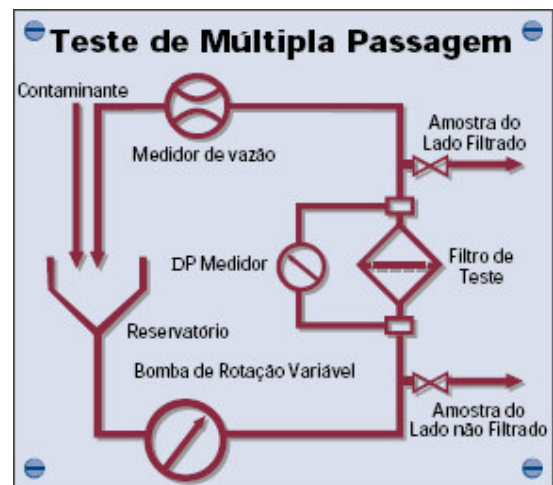 Teste de Múltipla Passagem
Contaminante
Medidor de vazão
Amostra do
Lado Filtrado
DP Medidor
Filtro de
Teste
Reservatório
Bomba de Rotação Variável
Amostra do
Lado não Filtrado